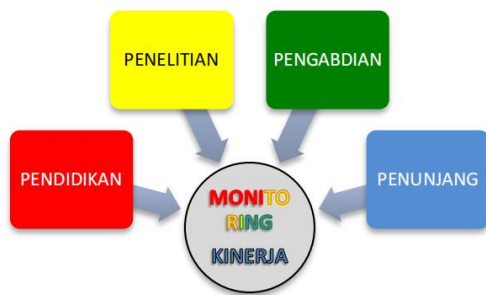 PENELITIAN
PENGABDIAN
PENDIDIKAN
PENUNJANG
MONITO
RING
KINERJA